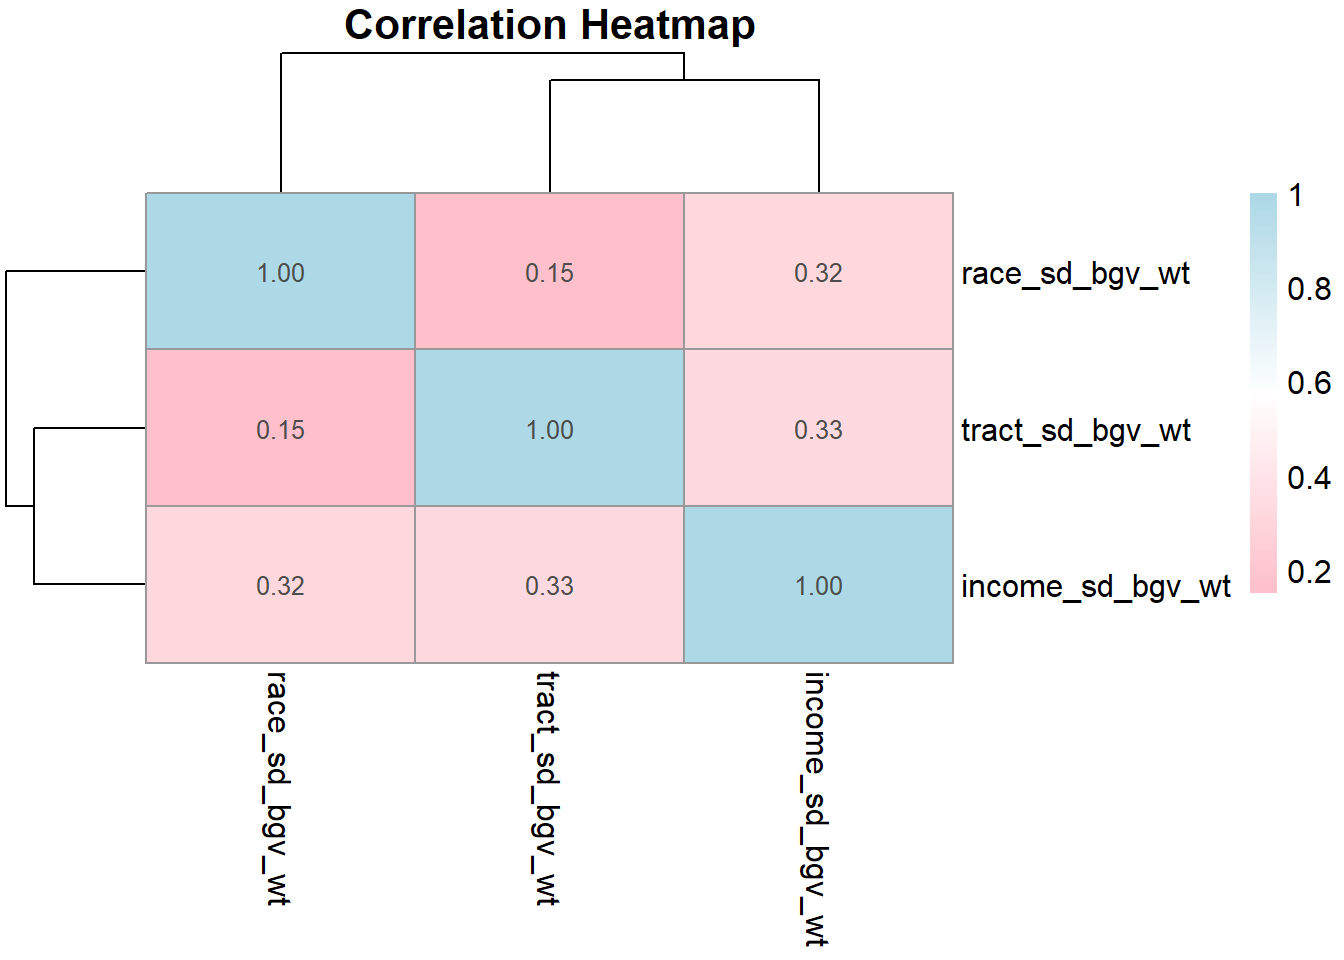 Correlation Heatmap
1.00 0.15 0.32 race_sd_bgv_wt
0.15 1.00 0.33 tract_sd_bgv_wt
0.32 0.33 1.00 income_sd_bgv_wt
race_sd_bgv_wt
tract_sd_bgv_wt
income_sd_bgv_wt
1
0.8
0.6
0.4
0.2